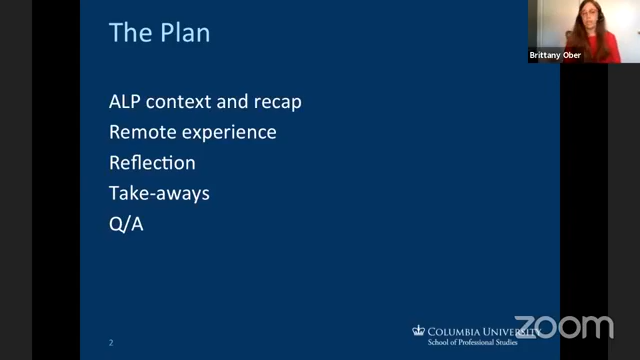 The Plan
Brittany Ober
ALP context and recap
Remote experience
Reflection
Take-aways
Q/A
2
COLUMBIA UNIVERSITY
School of Professional Studies
zoom